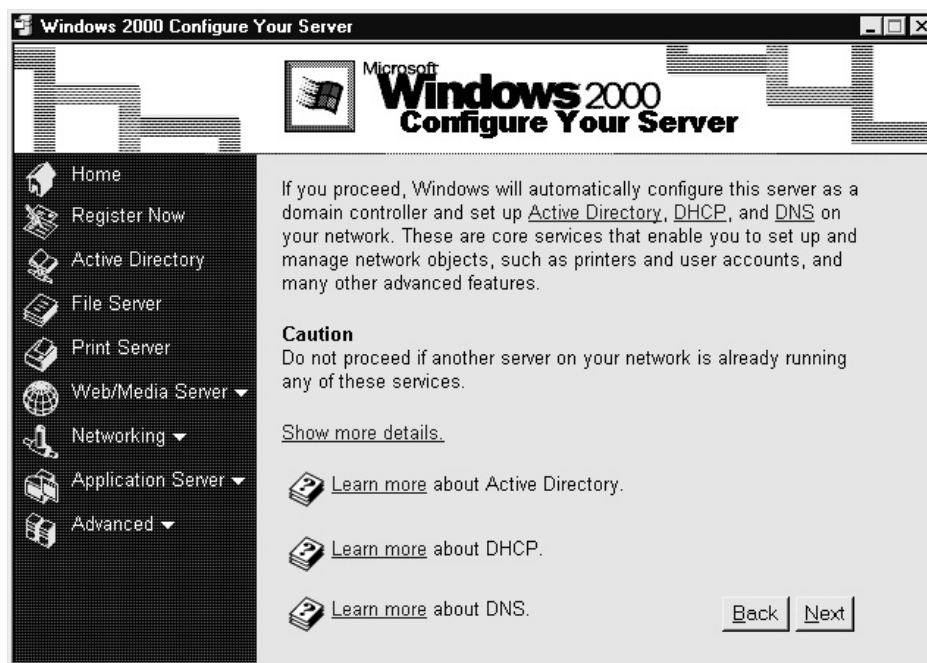 Windows 2000 Configure Your Server
Microsoft
Windows 2000
Configure Your Server
Home
Register Now
Active Directory
File Server
Print Server
Web/Media Server
Networking
Application Server
Advanced
If you proceed, Windows will automatically configure this server as a
domain controller and set up Active Directory, DHCP, and DNS on
your network. These are core services that enable you to set up and
manage network objects, such as printers and user accounts, and
many other advanced features.
Caution
Do not proceed if another server on your network is already running
any of these services.
Show more details.
Learn more about Active Directory.
Learn more about DHCP.
Learn more about DNS.
Back Next